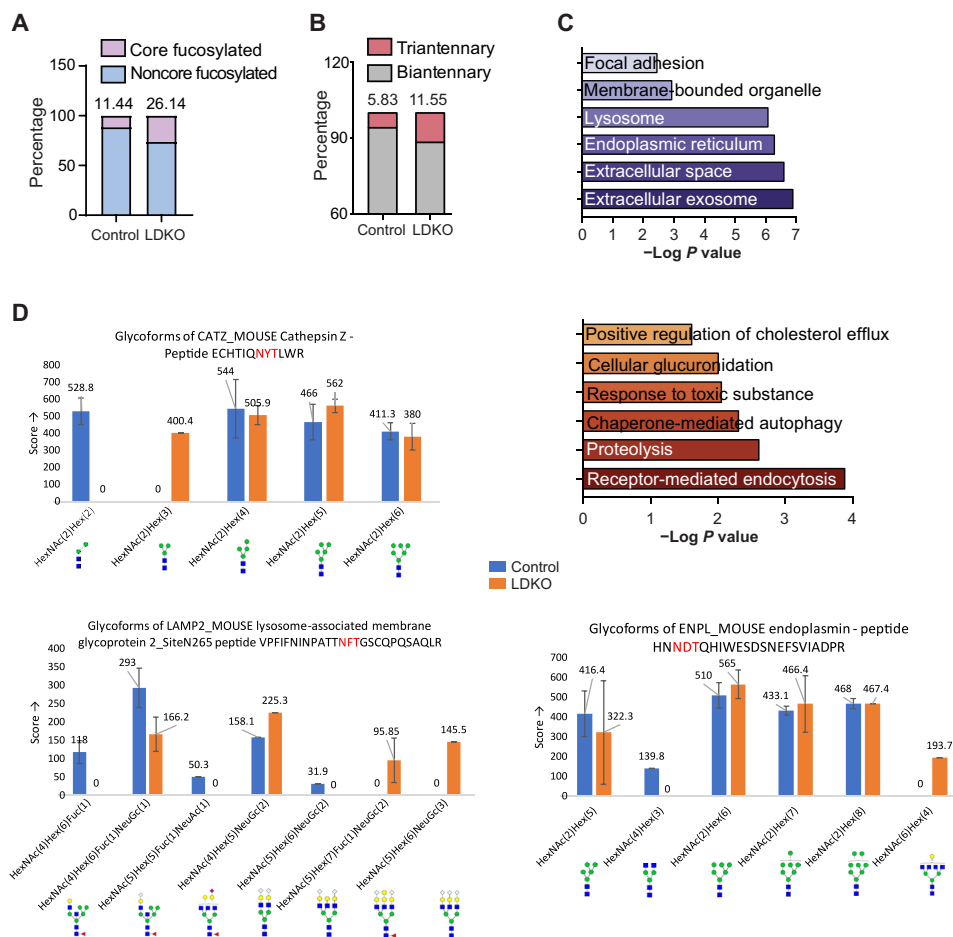 A
Core fucosylated
Noncore fucosylated
150
100
50
0
Percentage
11.44 26.14
Control LDKO
B
Triantennary
Biantennary
120
90
60
Percentage
5.83 11.55
Control LDKO
C
Focal adhesion
Membrane-bounded organelle
Lysosome
Endoplasmic reticulum
Extracellular space
Extracellular exosome
0 1 2 3 4 5 6 7
−Log P value
Positive regulation of cholesterol efflux
Cellular glucuronidation
Response to toxic substance
Chaperone-mediated autophagy
Proteolysis
Receptor-mediated endocytosis
0 1 2 3 4
−Log P value
D
Glycoforms of CATZ_MOUSE Cathepsin Z -
Peptide ECHTIQNYTLWR
800
700
600
500
400
300
200
100
0
Score →
528.8 0 0 400.4 544 505.9 466 562 411.3 380
HexNAc(2)Hex(2)
HexNAc(2)Hex(3)
HexNAc(2)Hex(4)
HexNAc(2)Hex(5)
HexNAc(2)Hex(6)
Control
LDKO
Glycoforms of LAMP2_MOUSE lysosome-associated membrane
glycoprotein 2_SiteN265 peptide VPFIFNINPATTNFTGSCQPQSAQLR
400
350
300
250
200
150
100
50
0
Score →
118 0 293 166.2 50.3 0 158.1 225.3 31.9 0 0 95.85 0 145.5
HexNAc(4)Hex(6)Fuc(1)
HexNAc(4)Hex(6)Fuc(1)NeuGc(1)
HexNAc(5)Hex(5)Fuc(1)NeuAc(1)
HexNAc(4)Hex(5)NeuGc(2)
HexNAc(5)Hex(6)NeuGc(2)
HexNAc(5)Hex(7)Fuc(1)NeuGc(2)
HexNAc(5)Hex(6)NeuGc(3)
Glycoforms of ENPL_MOUSE endoplasmin - peptide
HNNDTQHIWESDSNEFSVIADPR
700
600
500
400
300
200
100
0
Score →
416.4 322.3 139.8 0 510 565 433.1 466.4 468 467.4 0 193.7
HexNAc(2)Hex(5)
HexNAc(4)Hex(3)
HexNAc(2)Hex(6)
HexNAc(2)Hex(7)
HexNAc(2)Hex(8)
HexNAc(6)Hex(4)